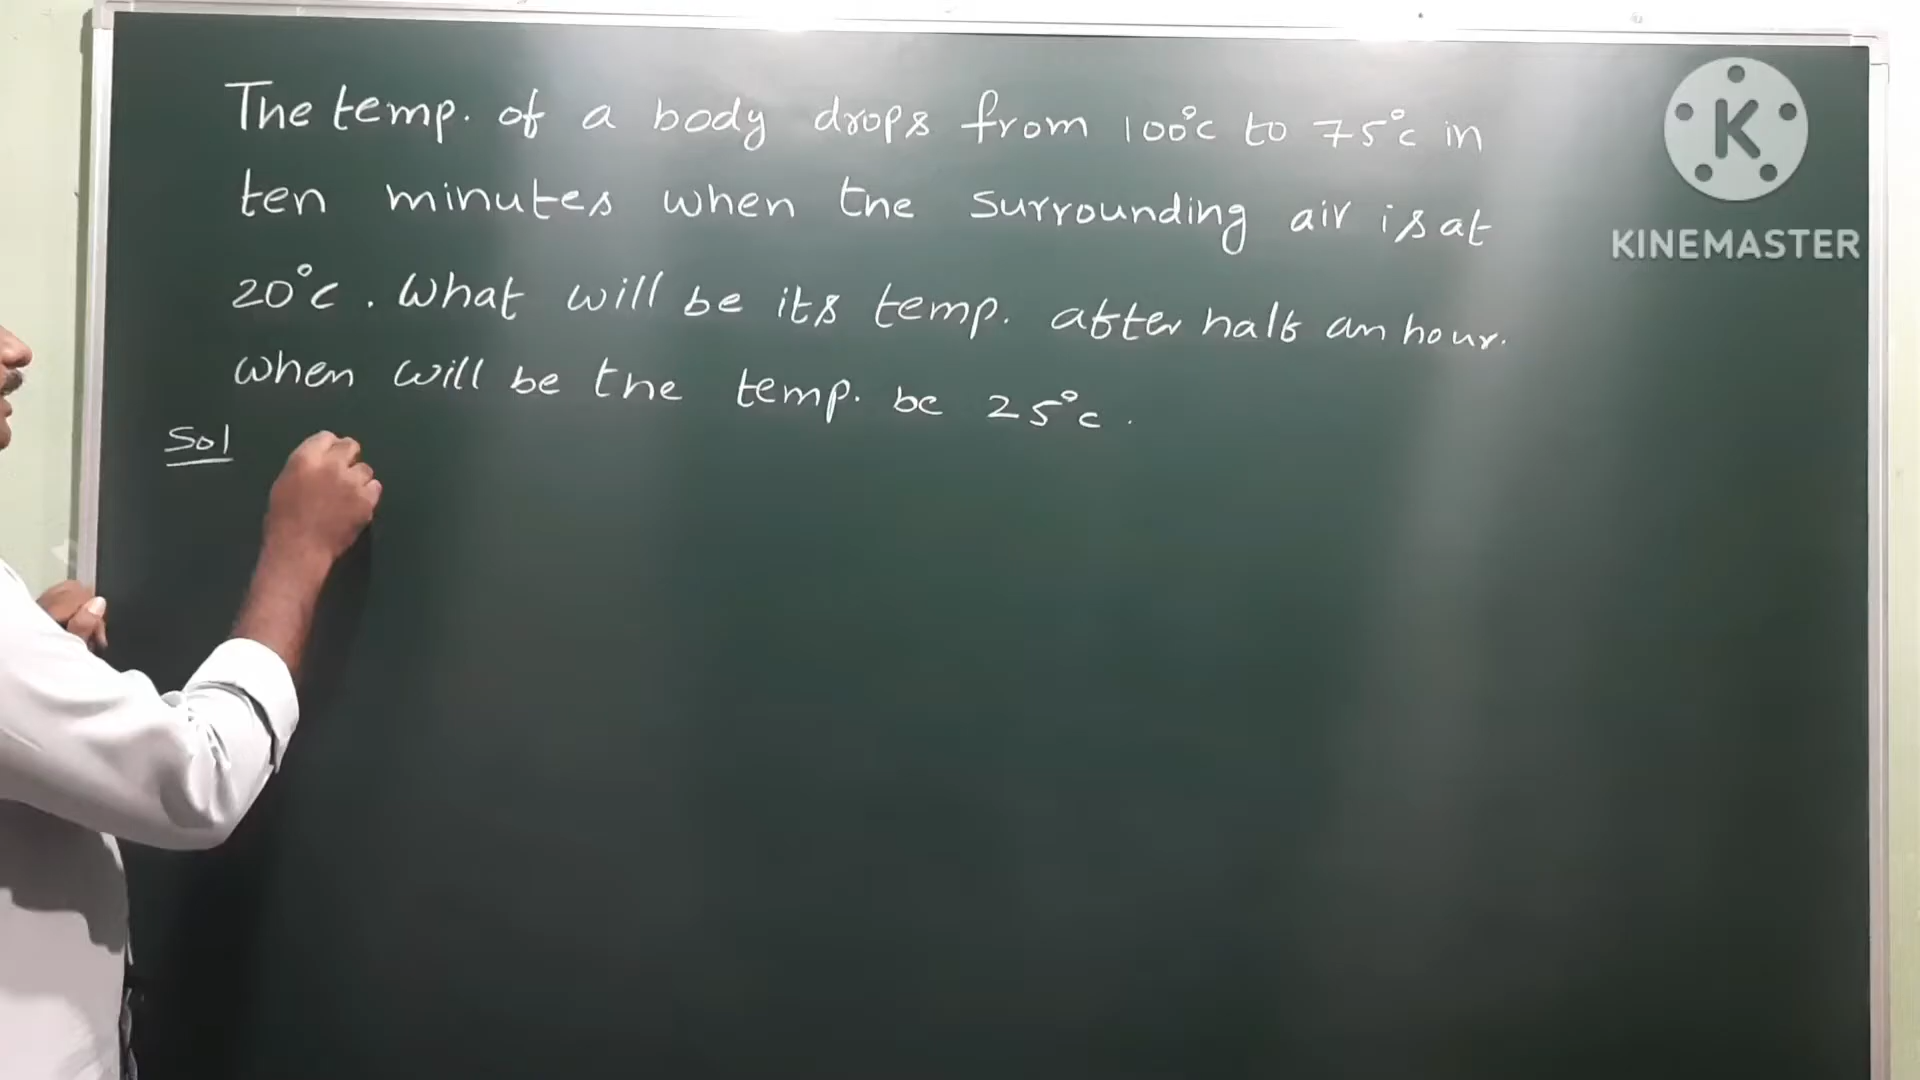 The temp. of a body drops from 100°c to 75°c in
ten minutes when the surrounding air is at
20°c. What will be its temp. after half an hour.
when will be the temp. be 25°c.
Sol
K
KINEMASTER